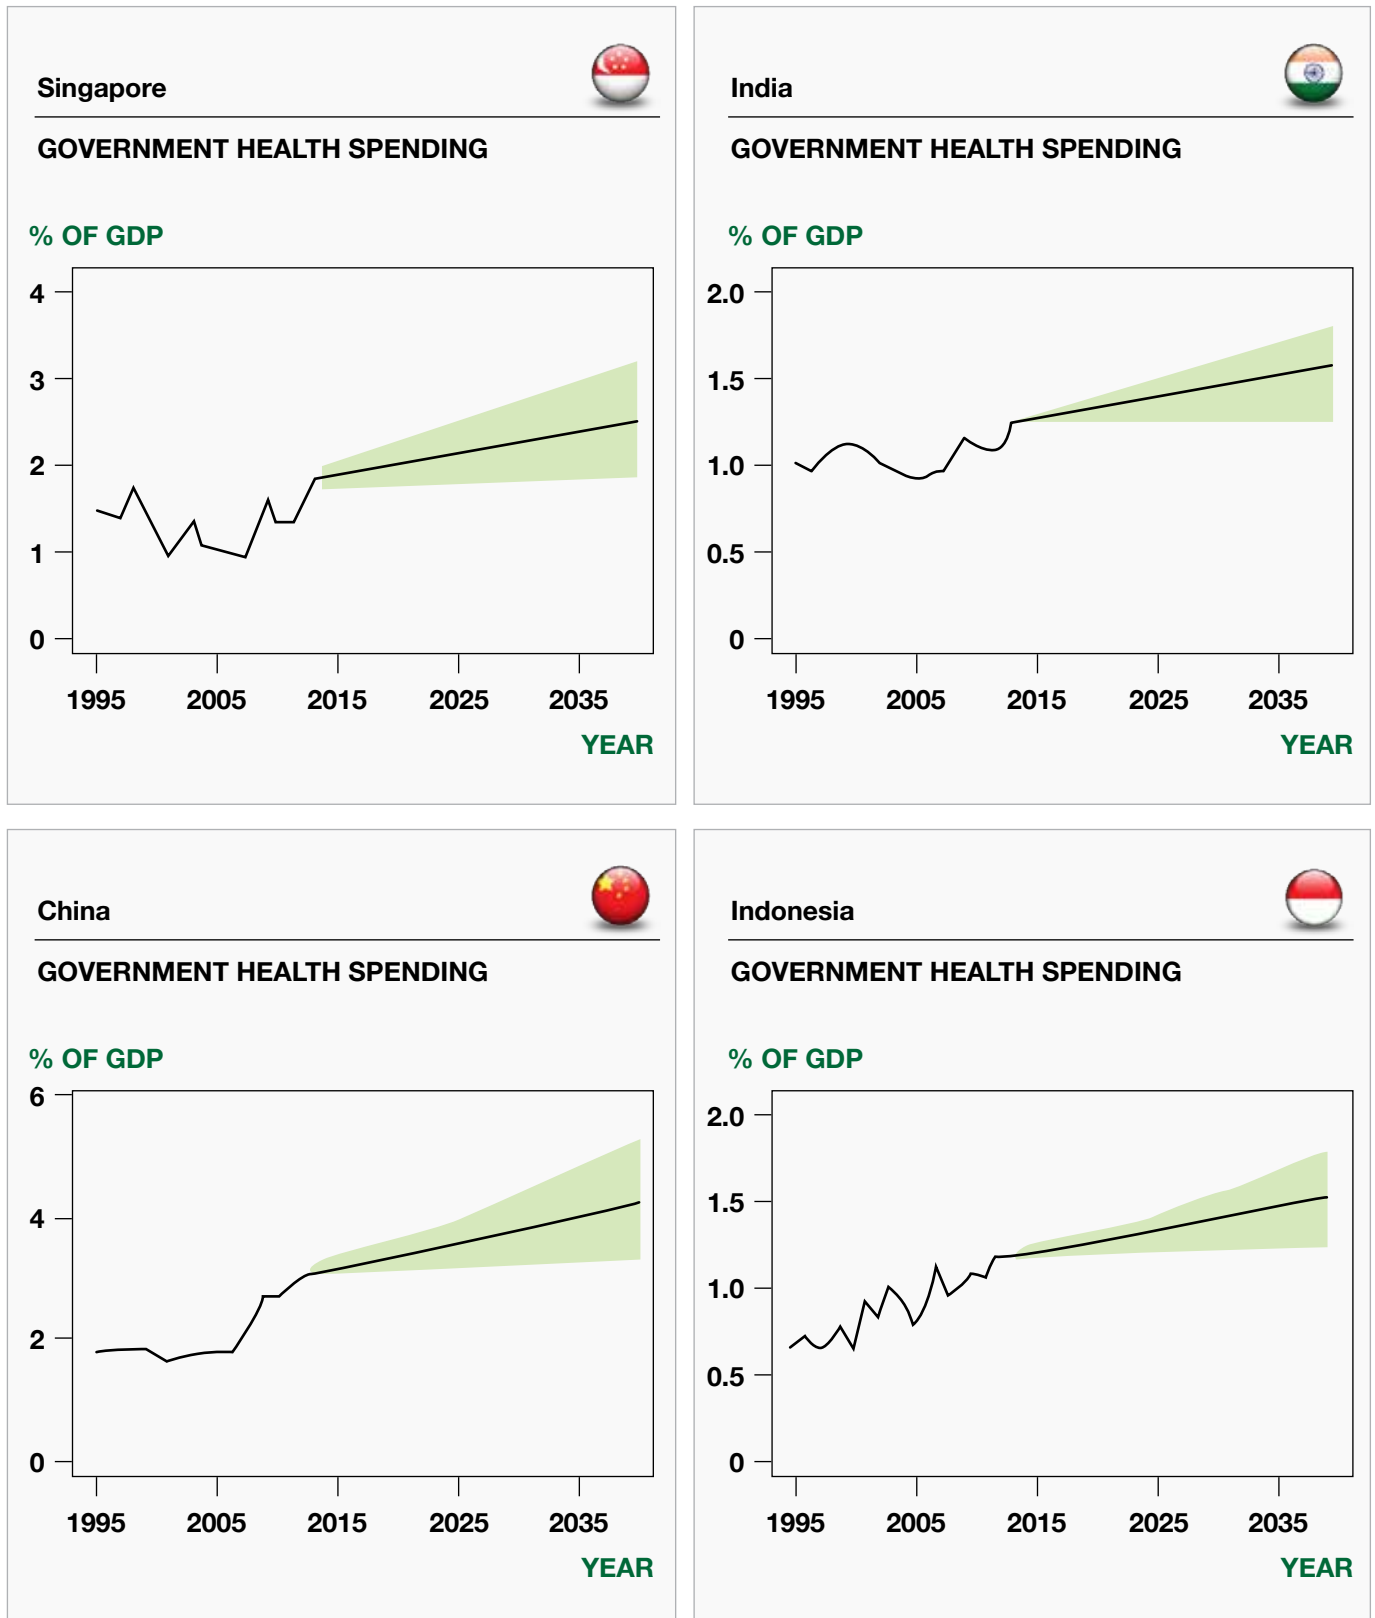 Singapore
GOVERNMENT HEALTH SPENDING
% OF GDP
4
3
2
1
0
1995 2005 2015 2025 2035
YEAR
India
GOVERNMENT HEALTH SPENDING
% OF GDP
2.0
1.5
1.0
0.5
0
1995 2005 2015 2025 2035
YEAR
China
GOVERNMENT HEALTH SPENDING
% OF GDP
6
4
2
0
1995 2005 2015 2025 2035
YEAR
Indonesia
GOVERNMENT HEALTH SPENDING
% OF GDP
2.0
1.5
1.0
0.5
0
1995 2005 2015 2025 2035
YEAR